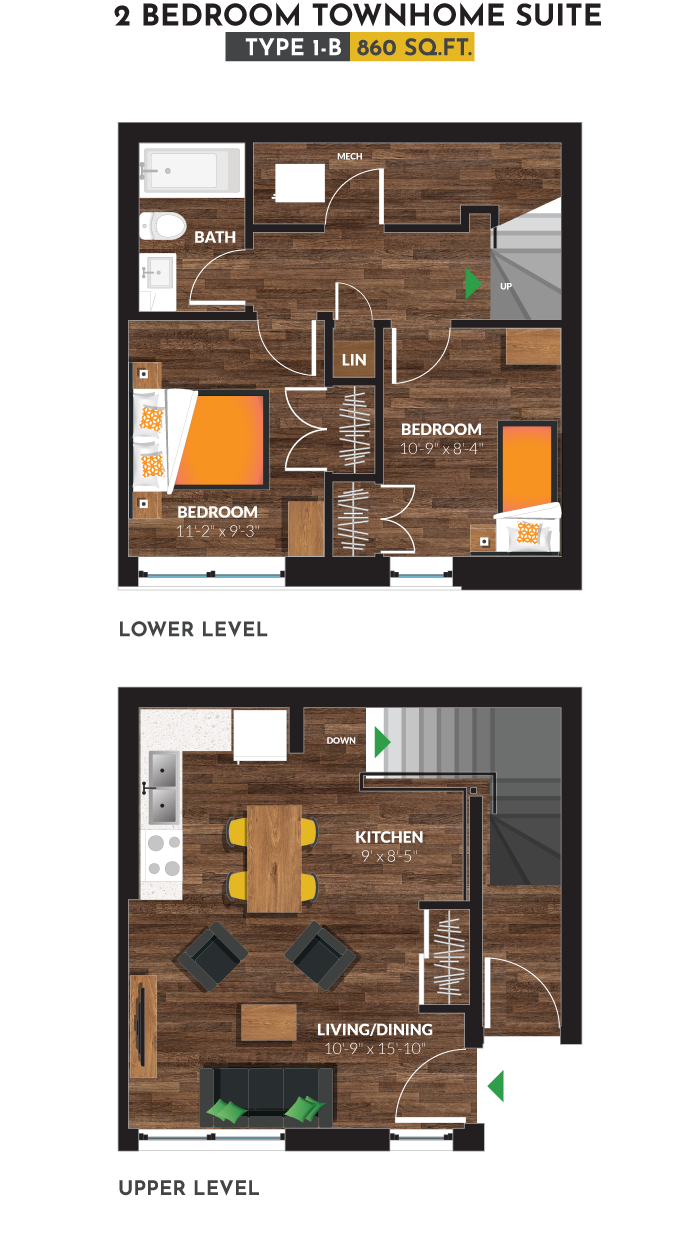 2 BEDROOM TOWNHOME SUITE
TYPE 1-B 860 SQ.FT.
MECH
BATH
UP
LIN
BEDROOM
10'-9" x 8'-4"
BEDROOM
11'-2" x 9'-3"
LOWER LEVEL
DOWN
KITCHEN
9' x 8'-5"
LIVING/DINING
10'-9" x 15'-10"
UPPER LEVEL